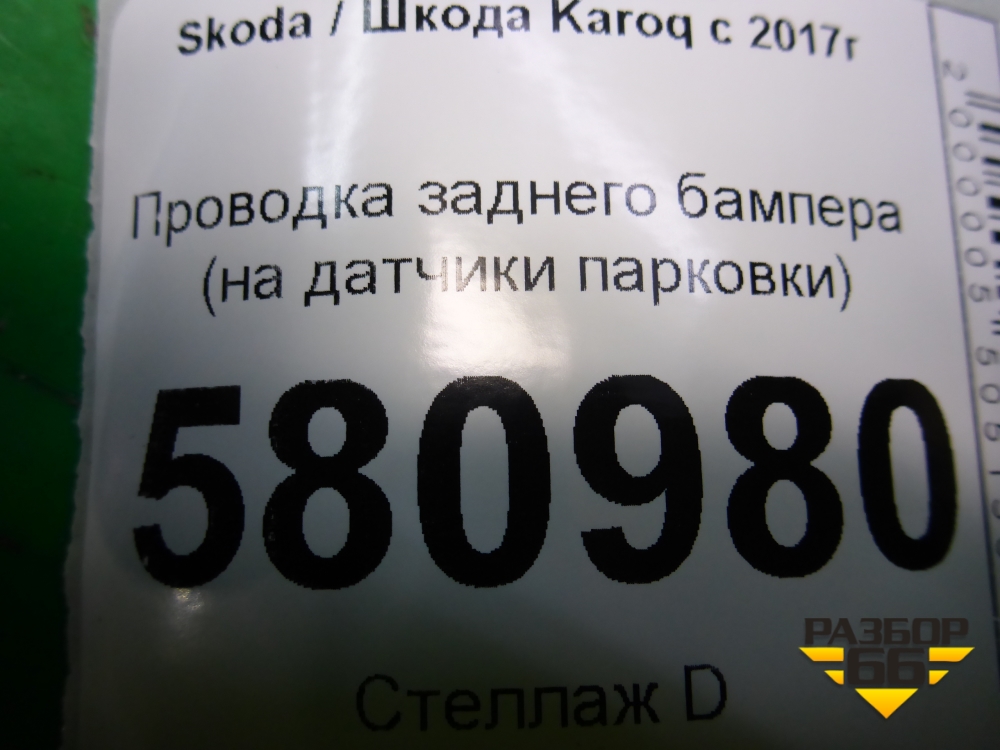 Skoda / Шкода Karoq с 2017г
Проводка заднего бампера
(на датчики парковки)
580980
Стеллаж D
РАЗБОР
66